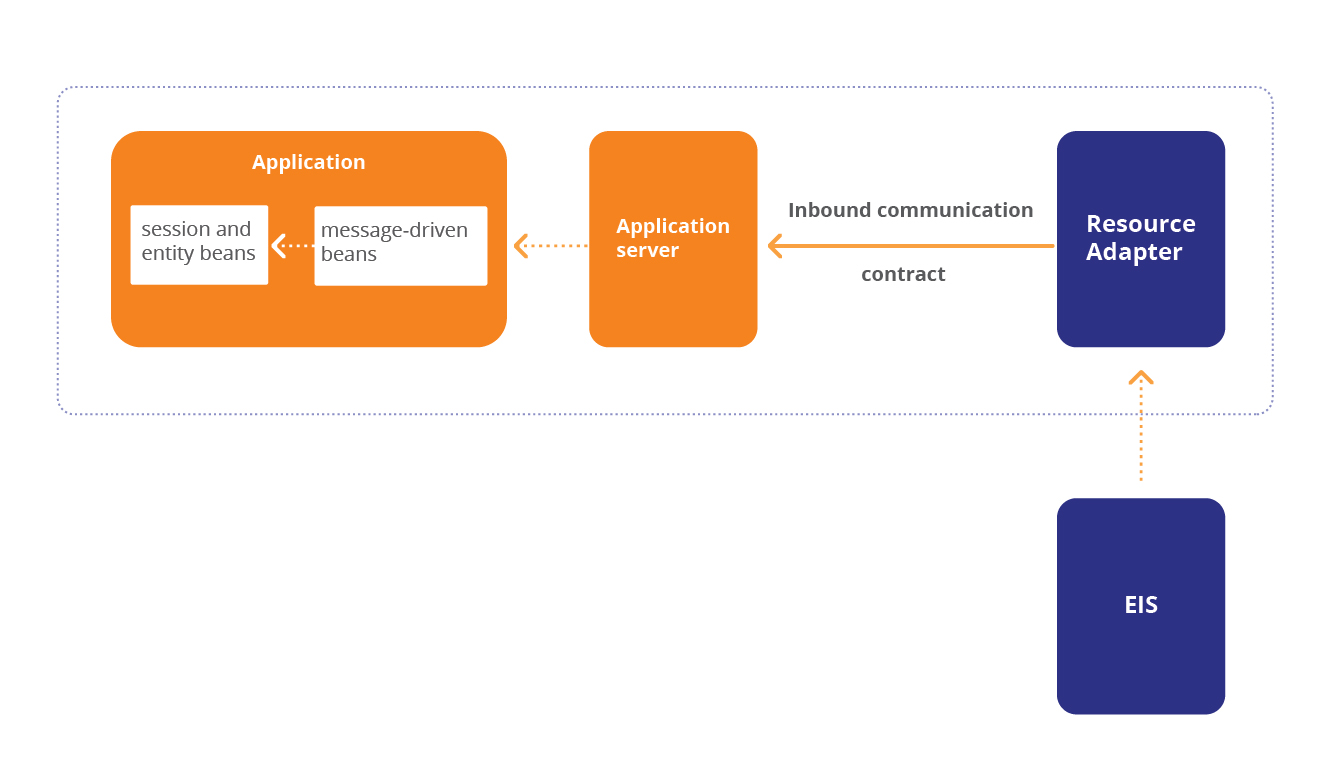 Application
session and
entity beans
message-driven
beans
Application
server
Inbound communication
contract
Resource
Adapter
EIS